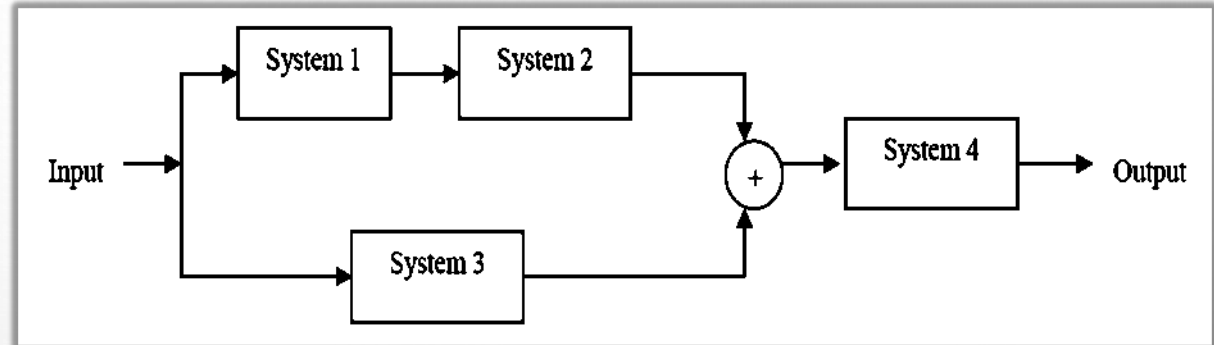 System 1
System 2
Input
+
System 4
Output
System 3